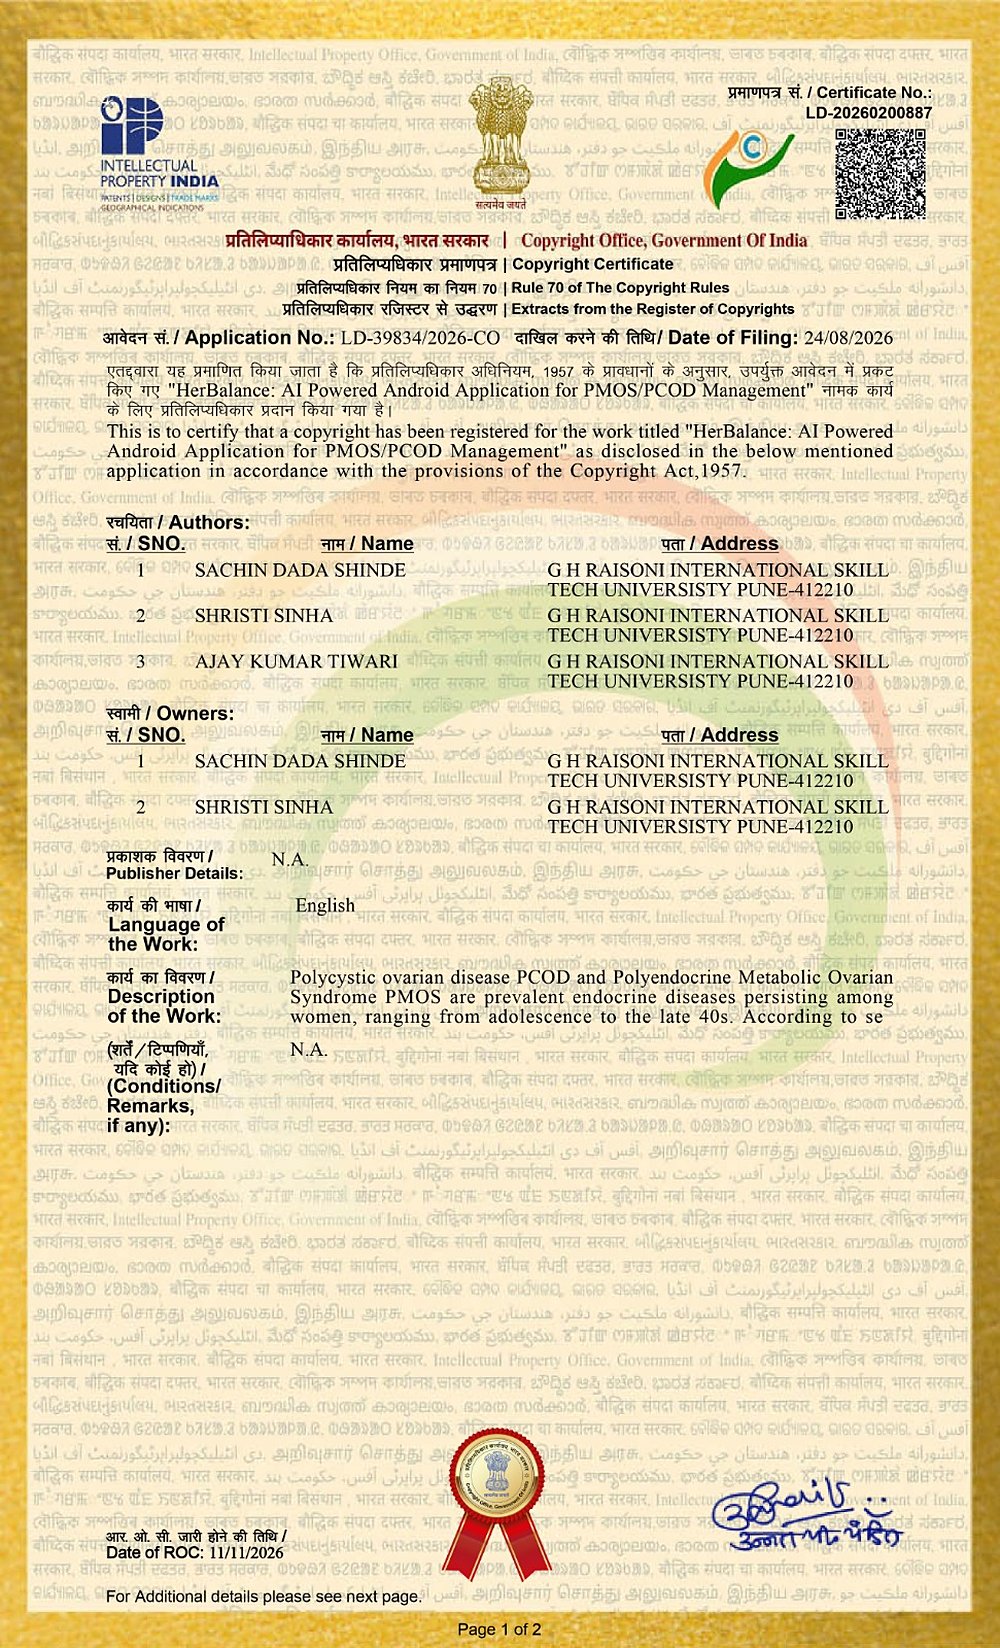 प्रमाणपत्र सं. / Certificate No.:
LD-20260200887
INTELLECTUAL
PROPERTY INDIA
PATENTS | DESIGNS | TRADE MARKS
GEOGRAPHICAL INDICATIONS
सत्यमेव जयते
C
प्रतिलिप्याधिकार कार्यालय, भारत सरकार | Copyright Office, Government Of India
प्रतिलिप्यधिकार प्रमाणपत्र | Copyright Certificate
प्रतिलिप्यधिकार नियम का नियम 70 | Rule 70 of The Copyright Rules
प्रतिलिप्यधिकार रजिस्टर से उद्धरण | Extracts from the Register of Copyrights
आवेदन सं. / Application No.: LD-39834/2026-CO दाखिल करने की तिथि/ Date of Filing: 24/08/2026
एतद्द्वारा यह प्रमाणित किया जाता है कि प्रतिलिप्यधिकार अधिनियम, 1957 के प्रावधानों के अनुसार, उपर्युक्त आवेदन में प्रकट
किए गए "HerBalance: AI Powered Android Application for PMOS/PCOD Management" नामक कार्य
के लिए प्रतिलिप्यधिकार प्रदान किया गया है।
This is to certify that a copyright has been registered for the work titled "HerBalance: AI Powered
Android Application for PMOS/PCOD Management" as disclosed in the below mentioned
application in accordance with the provisions of the Copyright Act,1957.
रचयिता / Authors:
सं. / SNO. नाम / Name पता / Address
1 SACHIN DADA SHINDE G H RAISONI INTERNATIONAL SKILL
TECH UNIVERSISTY PUNE-412210
2 SHRISTI SINHA G H RAISONI INTERNATIONAL SKILL
TECH UNIVERSISTY PUNE-412210
3 AJAY KUMAR TIWARI G H RAISONI INTERNATIONAL SKILL
TECH UNIVERSISTY PUNE-412210
स्वामी / Owners:
सं. / SNO. नाम / Name पता / Address
1 SACHIN DADA SHINDE G H RAISONI INTERNATIONAL SKILL
TECH UNIVERSISTY PUNE-412210
2 SHRISTI SINHA G H RAISONI INTERNATIONAL SKILL
TECH UNIVERSISTY PUNE-412210
प्रकाशक विवरण / N.A.
Publisher Details:
कार्य की भाषा / English
Language of
the Work:
कार्य का विवरण / Polycystic ovarian disease PCOD and Polyendocrine Metabolic Ovarian
Description Syndrome PMOS are prevalent endocrine diseases persisting among
of the Work: women, ranging from adolescence to the late 40s. According to se
(शर्तें / टिप्पणियाँ, N.A.
यदि कोई हो) /
(Conditions/
Remarks,
if any):
आर. ओ. सी. जारी होने की तिथि /
Date of ROC: 11/11/2026
For Additional details please see next page.
Page 1 of 2